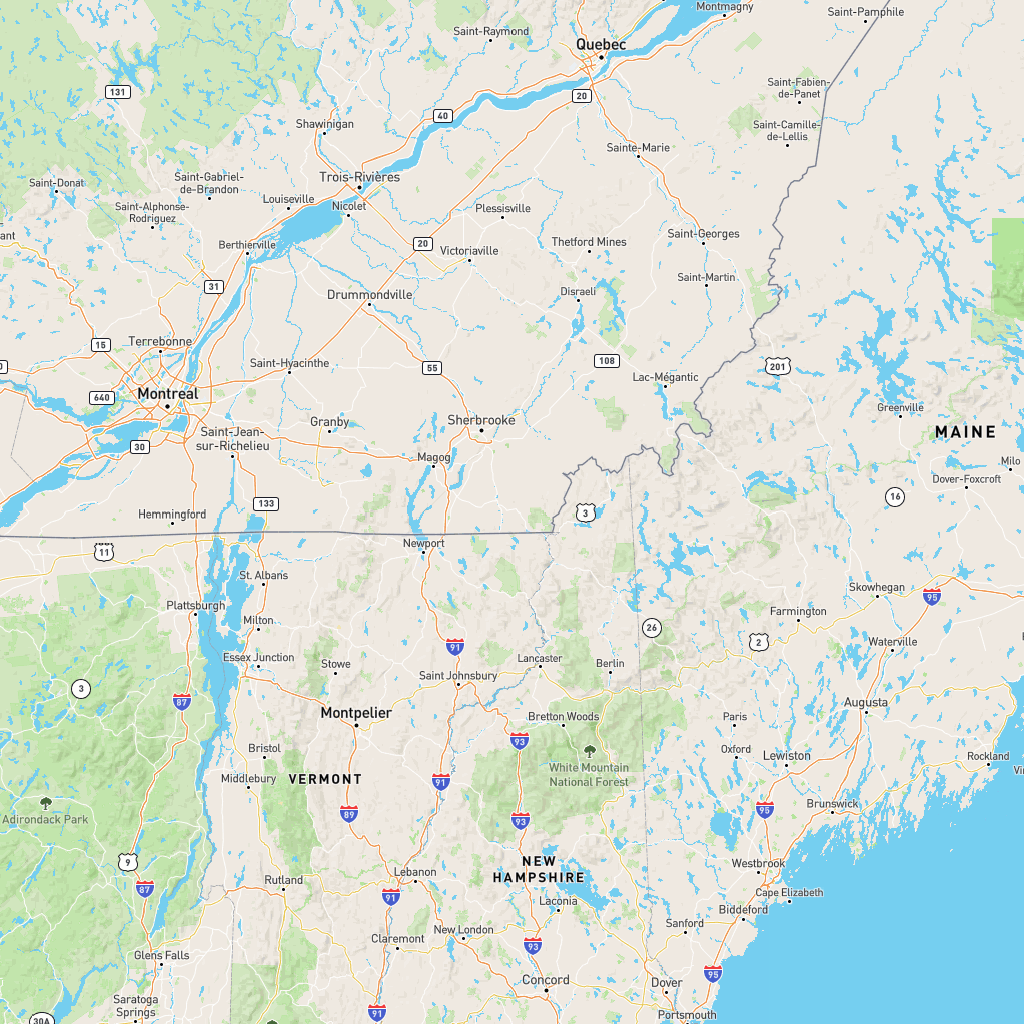 Montmagny
Saint-Pamphile
Saint-Raymond
Quebec
131
20
Saint-Fabien-
de-Panet
40
Shawinigan
Saint-Camille-
de-Lellis
Sainte-Marie
Saint-Donat
Saint-Gabriel-
de-Brandon
Trois-Rivières
Louiseville
Nicolet
Saint-Alphonse-
Rodriguez
Plessisville
ant
Berthierville
20
Victoriaville
Thetford Mines
Saint-Georges
Saint-Martin
31
Drummondville
Disraeli
15
Terrebonne
Saint-Hyacinthe
55
108
201
Lac-Mégantic
640
Montreal
Greenville
Granby
Sherbrooke
MAINE
30
Saint-Jean-
sur-Richelieu
Magog
Milo
Dover-Foxcroft
133
16
Hemmingford
3
Newport
11
St. Albans
Skowhegan
95
Plattsburgh
Farmington
Milton
26
2
Waterville
91
Essex Junction
Stowe
Lancaster
Berlin
Saint Johnsbury
3
87
Augusta
Montpelier
Bretton Woods
Paris
93
Bristol
Oxford
Lewiston
Rockland
White Mountain
National Forest
Middlebury
VERMONT
91
Adirondack Park
89
93
95
Brunswick
9
NEW
HAMPSHIRE
Westbrook
Lebanon
Rutland
87
91
Cape Elizabeth
Laconia
Biddeford
Sanford
New London
Claremont
93
Glens Falls
95
Concord
Dover
Saratoga
Springs
91
Portsmouth
30A